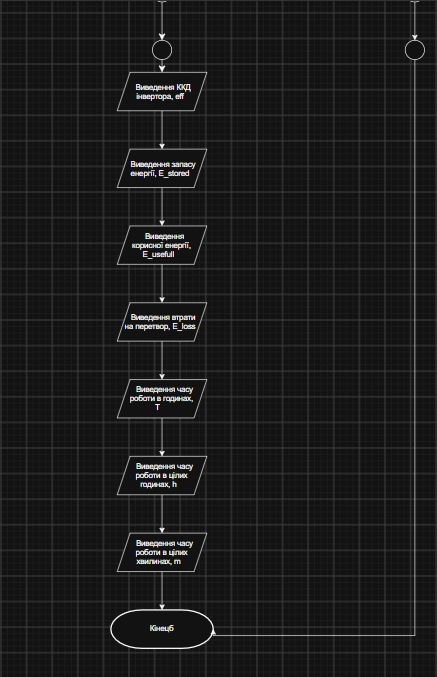 Виведення ККД
інвертора, eff
Виведення запасу
енергії, E_stored
Виведення
корисної енергії,
E_usefull
Виведення втрати
на перетвор, E_loss
Виведення часу
роботи в годинах,
T
Виведення часу
роботи в цілих
годинах, h
Виведення часу
роботи в цілих
хвилинах, m
Кінецб